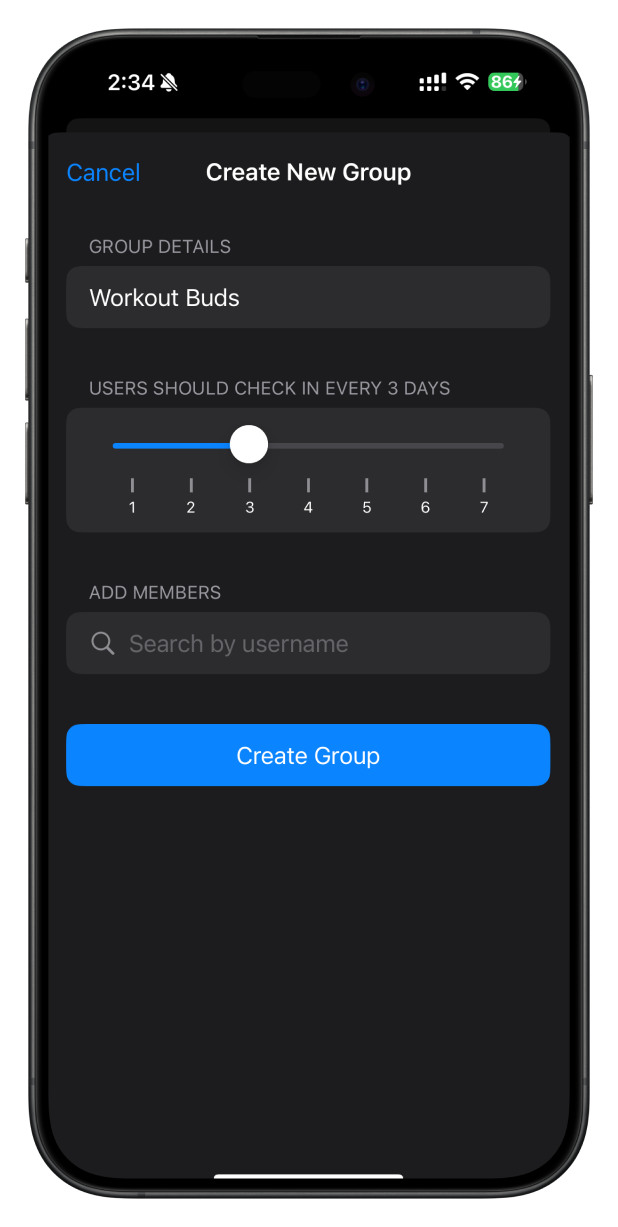 2:34 86
Cancel Create New Group
GROUP DETAILS
Workout Buds
USERS SHOULD CHECK IN EVERY 3 DAYS
1 2 3 4 5 6 7
ADD MEMBERS
Search by username
Create Group